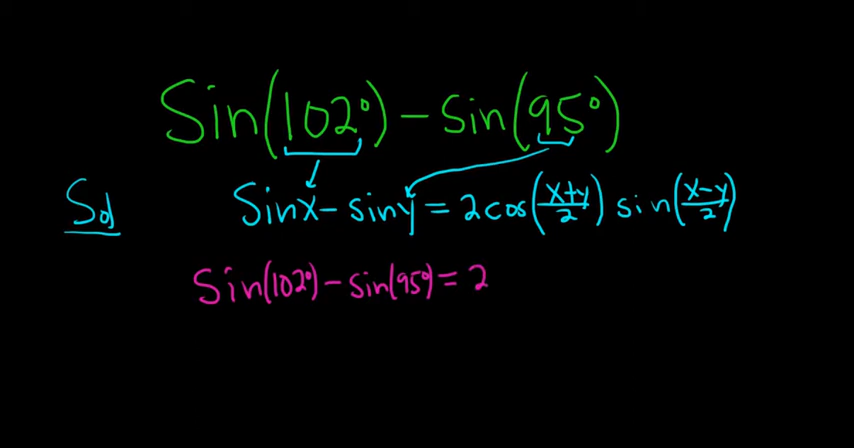 Sin(102°) - sin(95°)
Sol Sinx - siny = 2cos((x+y)/2) sin((x-y)/2)
Sin(102°) - sin(95°) = 2